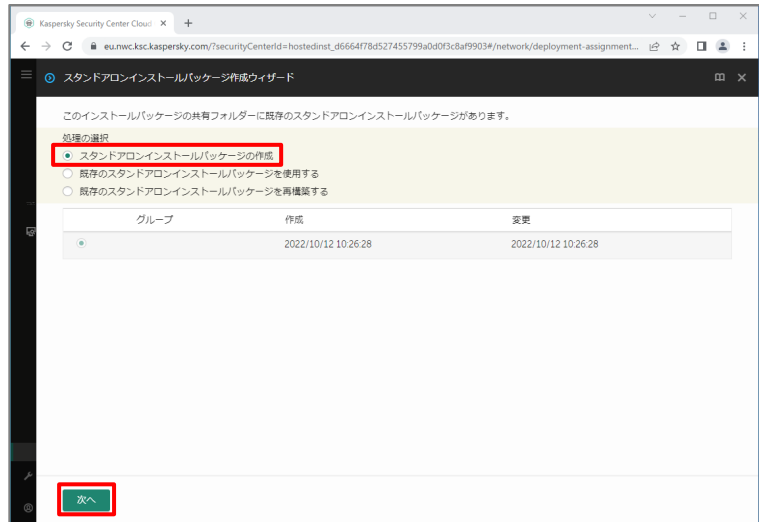 Kaspersky Security Center Cloud
eu.nwc.ksc.kaspersky.com/?securityCenterId=hostedinst_d6664f78d527455799a0d0f3c8af9903#/network/deployment-assignment...
スタンドアロンインストールパッケージ作成ウィザード
このインストールパッケージの共有フォルダーに既存のスタンドアロンインストールパッケージがあります。
処理の選択
スタンドアロンインストールパッケージの作成
既存のスタンドアロンインストールパッケージを使用する
既存のスタンドアロンインストールパッケージを再構築する
グループ 作成 変更
2022/10/12 10:26:28 2022/10/12 10:26:28
次へ